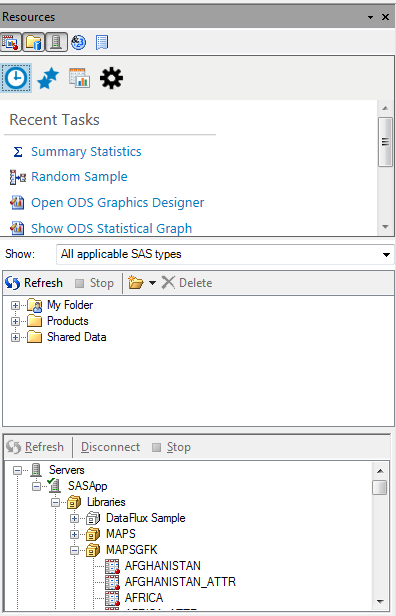 Resources
Recent Tasks
Σ Summary Statistics
Random Sample
Open ODS Graphics Designer
Show ODS Statistical Graph
Show: All applicable SAS types
Refresh Stop Delete
My Folder
Products
Shared Data
Refresh Disconnect Stop
Servers
SASApp
Libraries
DataFlux Sample
MAPS
MAPSGFK
AFGHANISTAN
AFGHANISTAN_ATTR
AFRICA